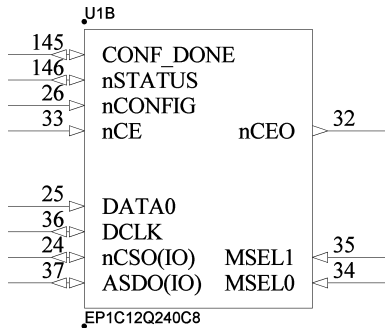 U1B
145 CONF_DONE
146 nSTATUS
26 nCONFIG
33 nCE nCEO 32
25 DATA0
36 DCLK
24 nCSO(IO) MSEL1 35
37 ASDO(IO) MSEL0 34
EP1C12Q240C8